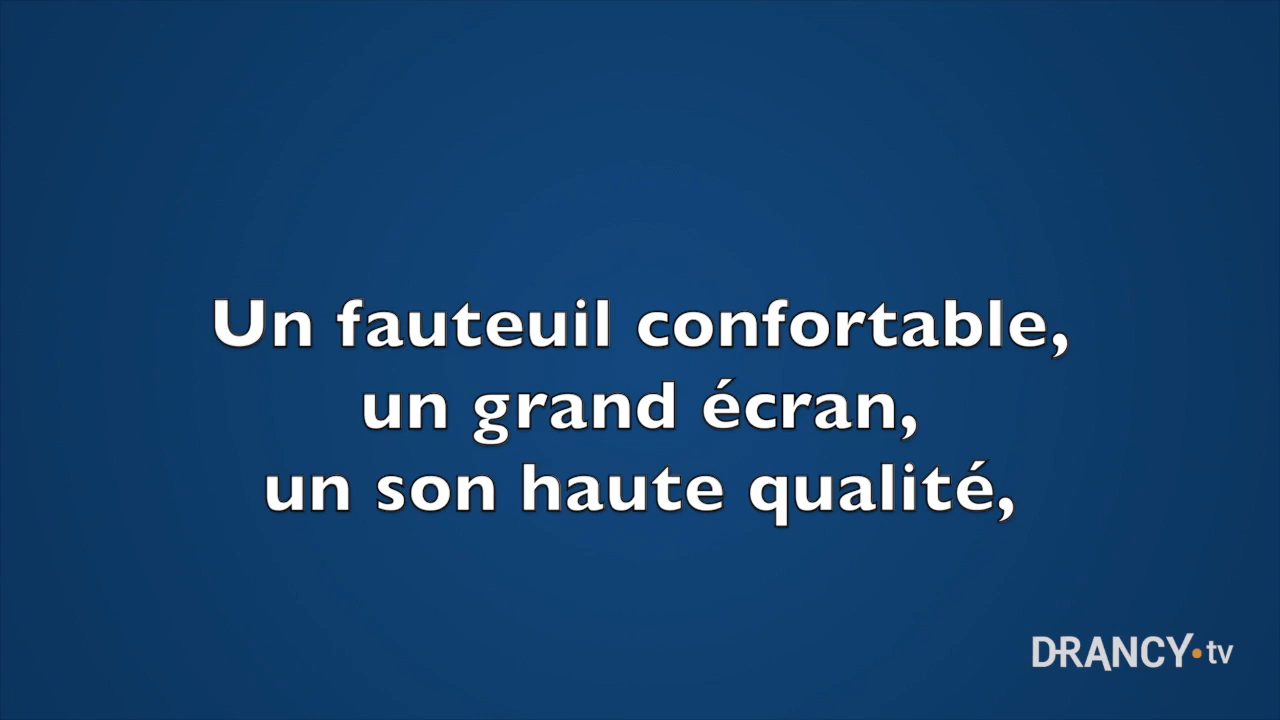 Un fauteuil confortable,
un grand écran,
un son haute qualité,
DRANCY•tv